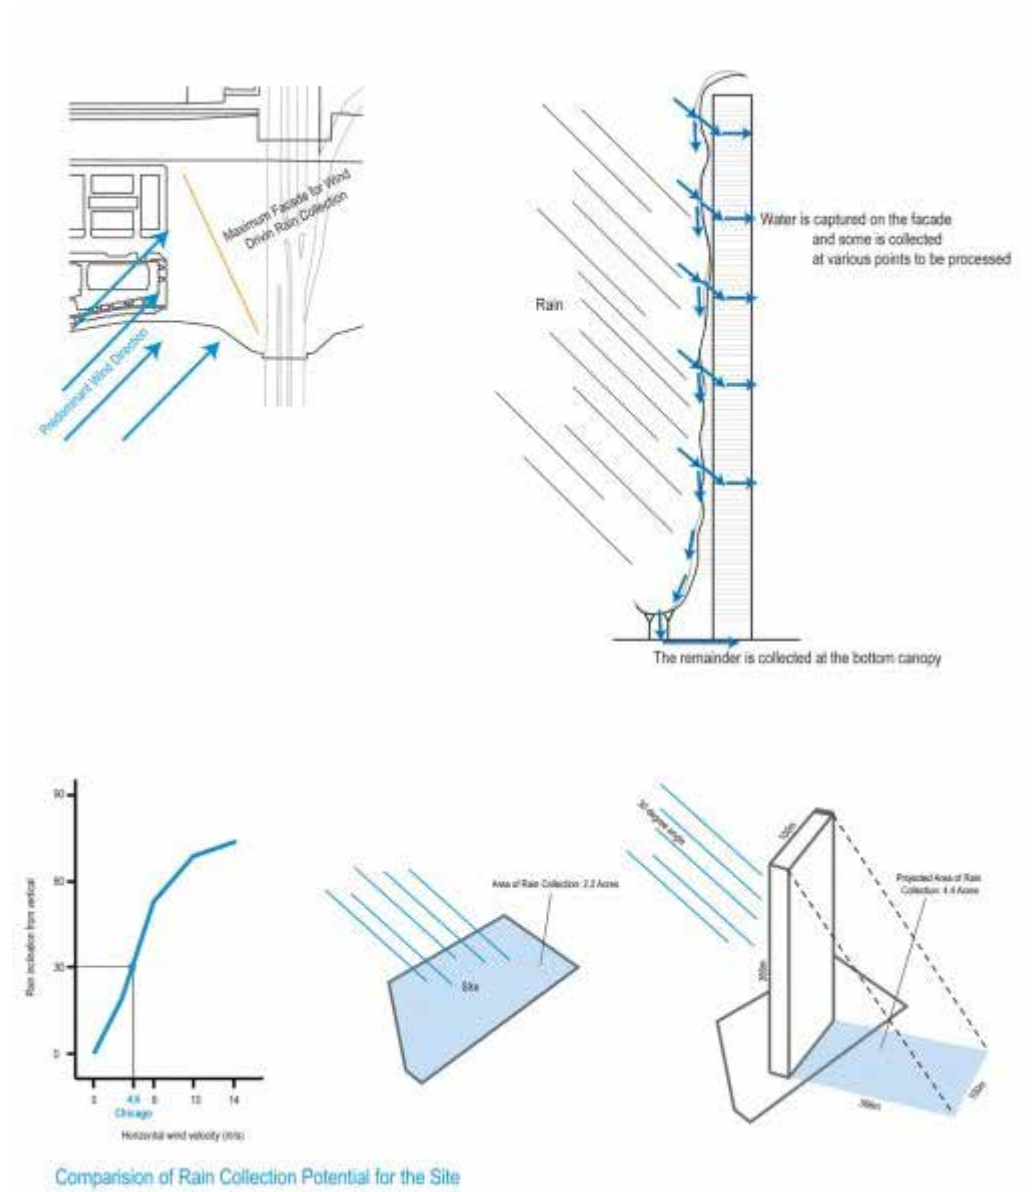 Maximum Facade for Wind
Drivin Rain Collection
Predominant Wind Direction
Rain
Water is captured on the facade
and some is collected
at various points to be processed
The remainder is collected at the bottom canopy
90
60
30
0
Rain inclination from vertical
4.6
10
14
Chicago
Horizontal wind velocity (m/s)
Area of Rain Collection: 2.2 Acres
Site
30 degree angle
100m
Projected Area of Rain
Collection: 4.4 Acres
100m
Comparision of Rain Collection Potential for the Site